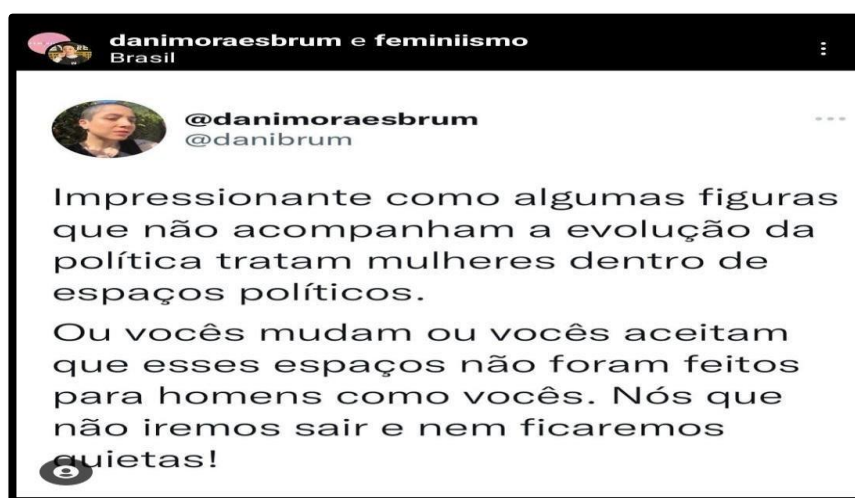 danimoraesbrum e feminiismo
Brasil
@danimoraesbrum
@danibrum
Impressionante como algumas figuras
que não acompanham a evolução da
política tratam mulheres dentro de
espaços políticos.
Ou vocês mudam ou vocês aceitam
que esses espaços não foram feitos
para homens como vocês. Nós que
não iremos sair e nem ficaremos
quietas!